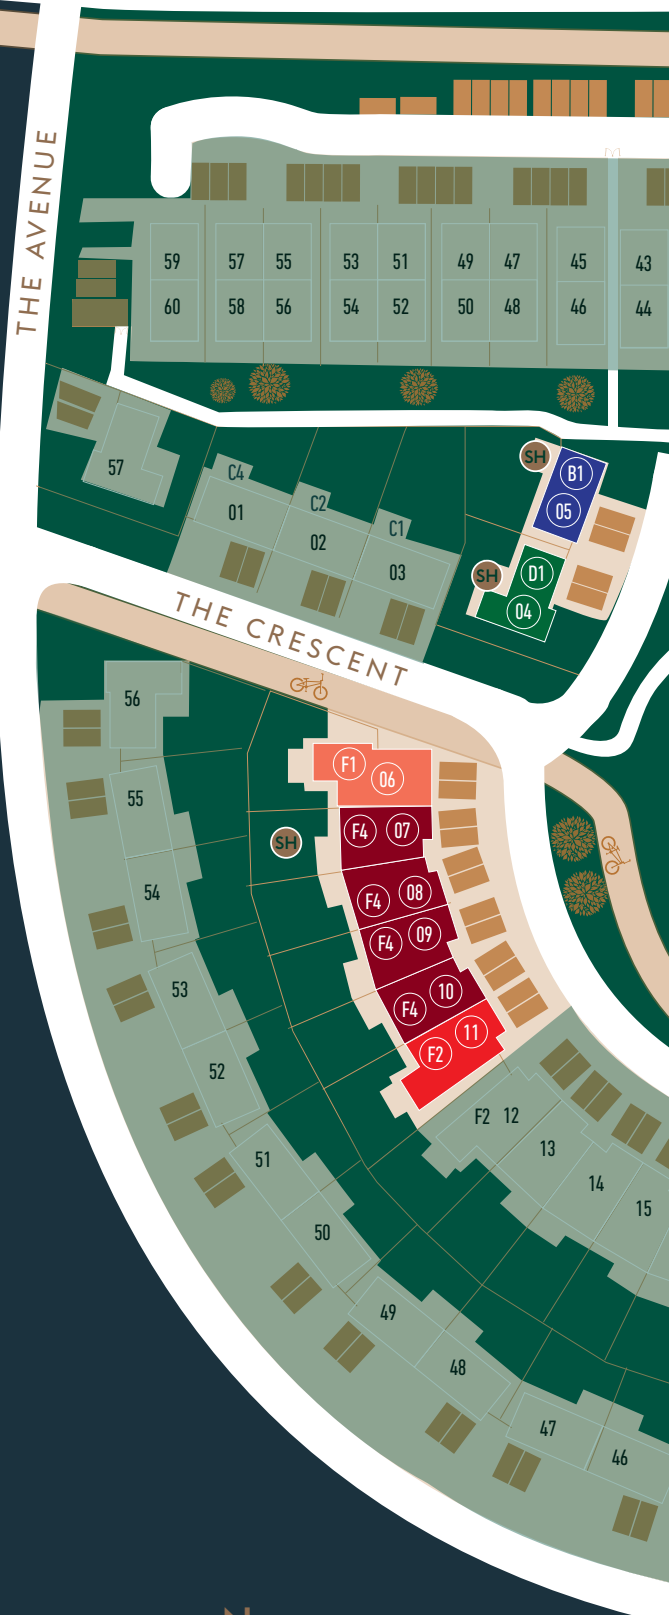 THE AVENUE
59 57 55 53 51 49 47 45 43
60 58 56 54 52 50 48 46 44
57
C4
01
C2
02
C1
03
SH
B1
05
SH
D1
04
THE CRESCENT
56
55
54
53
52
51
50
49
48
47
46
F1 06
SH
F4 07
F4 08
F4 09
F4 10
F2 11
F2 12
13
14
15